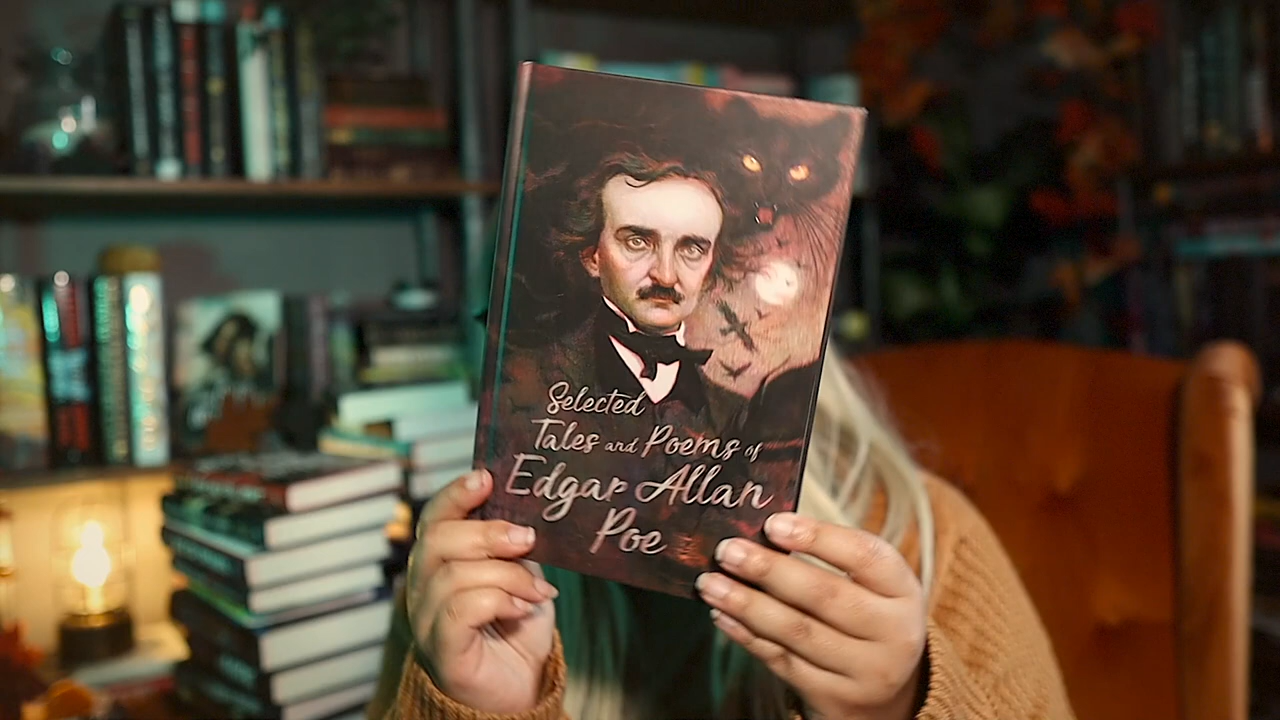 Selected
Tales and Poems of
Edgar Allan
Poe